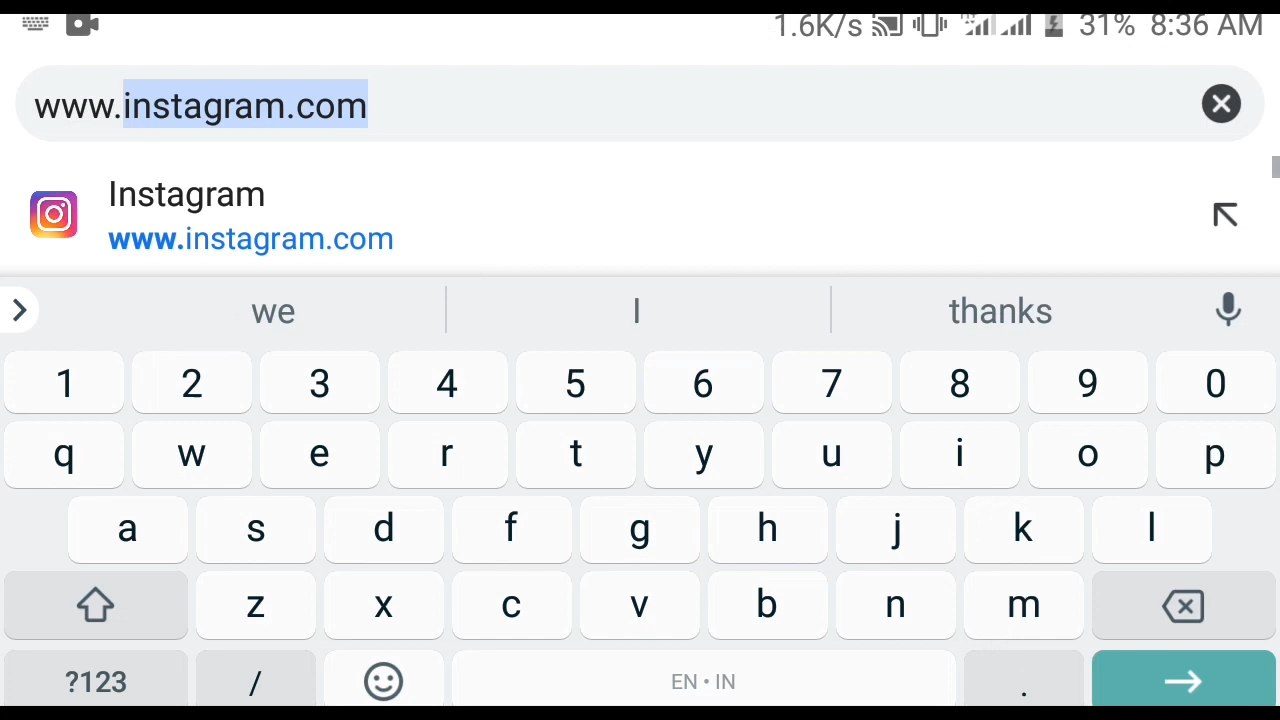 1.6K/s 31% 8:36 AM
www.instagram.com
Instagram
www.instagram.com
we I thanks
1 2 3 4 5 6 7 8 9 0
q w e r t y u i o p
a s d f g h j k l
z x c v b n m
?123 / EN • IN .